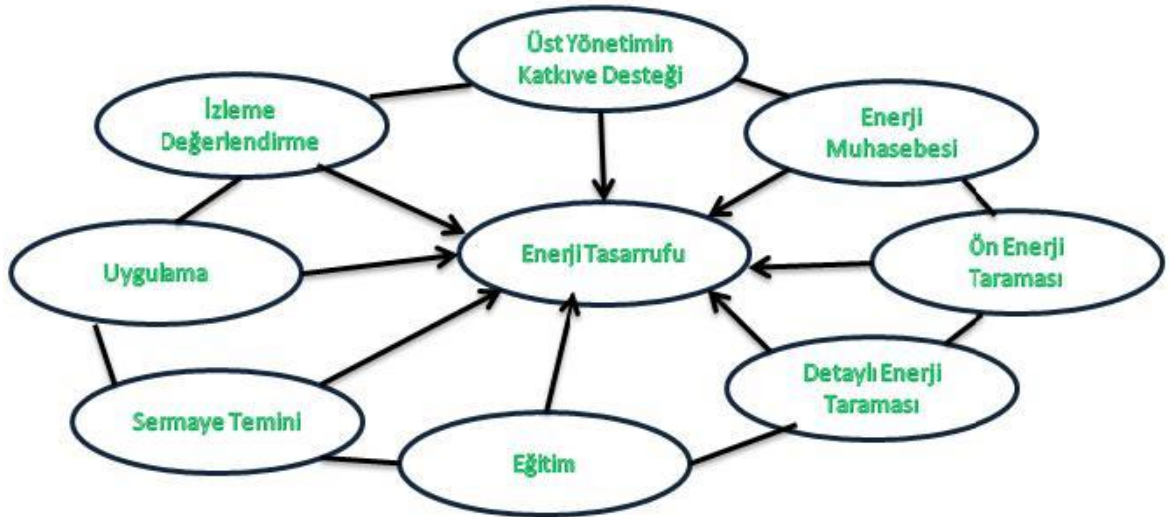 Üst Yönetimin
Katkıve Desteği
Enerji
Muhasebesi
Ön Enerji
Taraması
Detaylı Enerji
Taraması
Eğitim
Sermaye Temini
Uygulama
İzleme
Değerlendirme
Enerji Tasarrufu